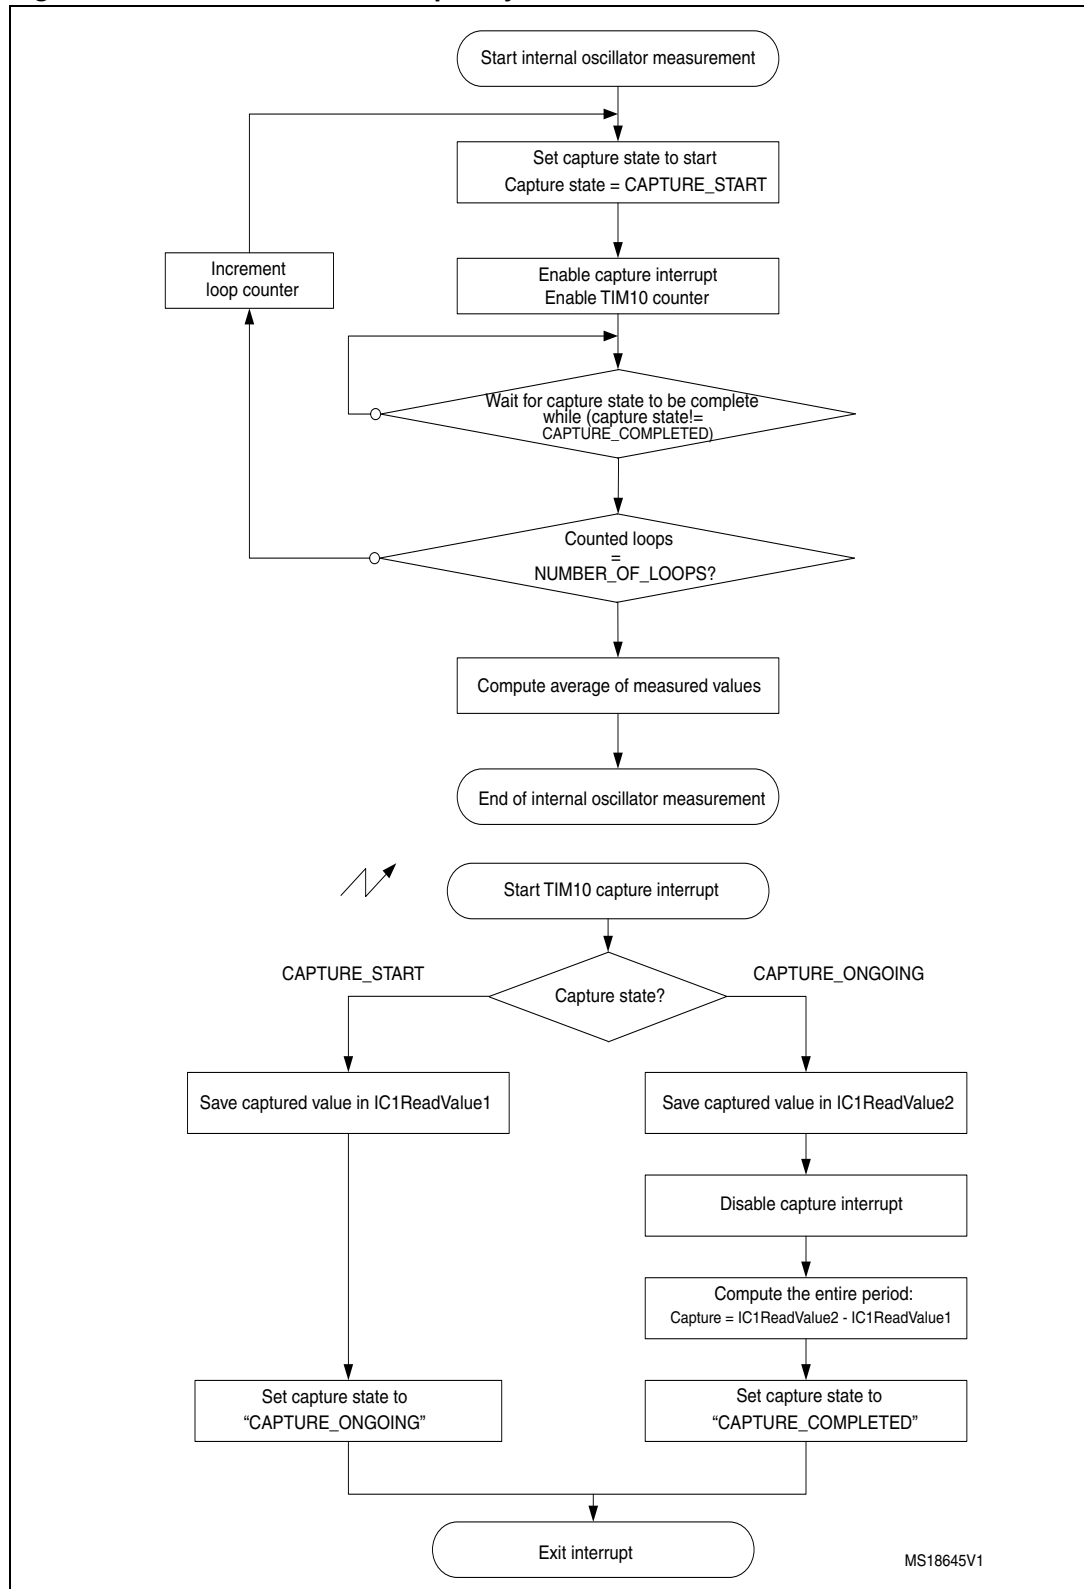 Start internal oscillator measurement
Set capture state to start
Capture state = CAPTURE_START
Increment
loop counter
Enable capture interrupt
Enable TIM10 counter
Wait for capture state to be complete
while (capture state!=
CAPTURE_COMPLETED)
Counted loops
=
NUMBER_OF_LOOPS?
Compute average of measured values
End of internal oscillator measurement
Start TIM10 capture interrupt
CAPTURE_START
CAPTURE_ONGOING
Capture state?
Save captured value in IC1ReadValue1
Save captured value in IC1ReadValue2
Disable capture interrupt
Compute the entire period:
Capture = IC1ReadValue2 - IC1ReadValue1
Set capture state to
“CAPTURE_ONGOING”
Set capture state to
“CAPTURE_COMPLETED”
Exit interrupt
MS18645V1